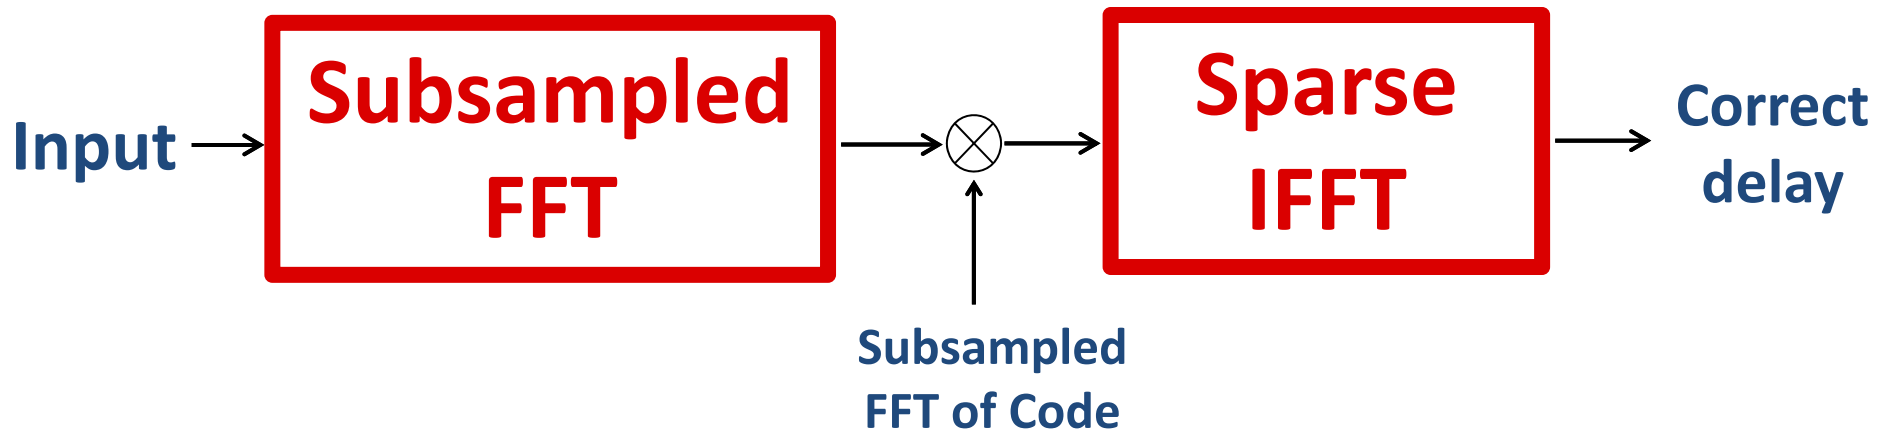 Input
Subsampled
FFT
Subsampled
FFT of Code
Sparse
IFFT
Correct
delay